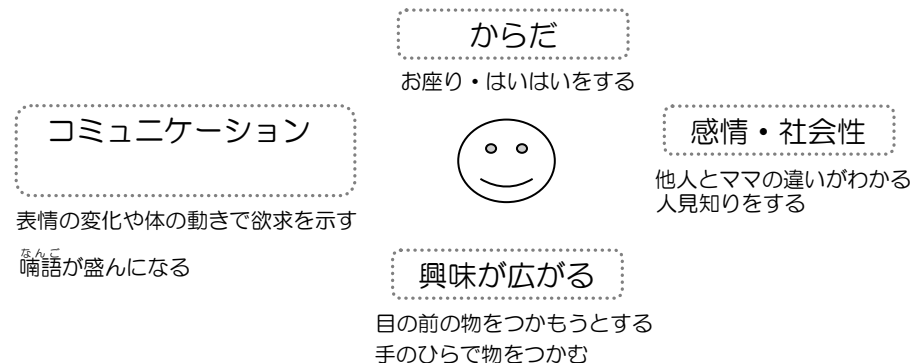 からだ
お座り・はいはいをする
コミュニケーション
表情の変化や体の動きで欲求を示す
なんご
喃語が盛んになる
感情・社会性
他人とママの違いがわかる
人見知りをする
興味が広がる
目の前の物をつかもうとする
手のひらで物をつかむ